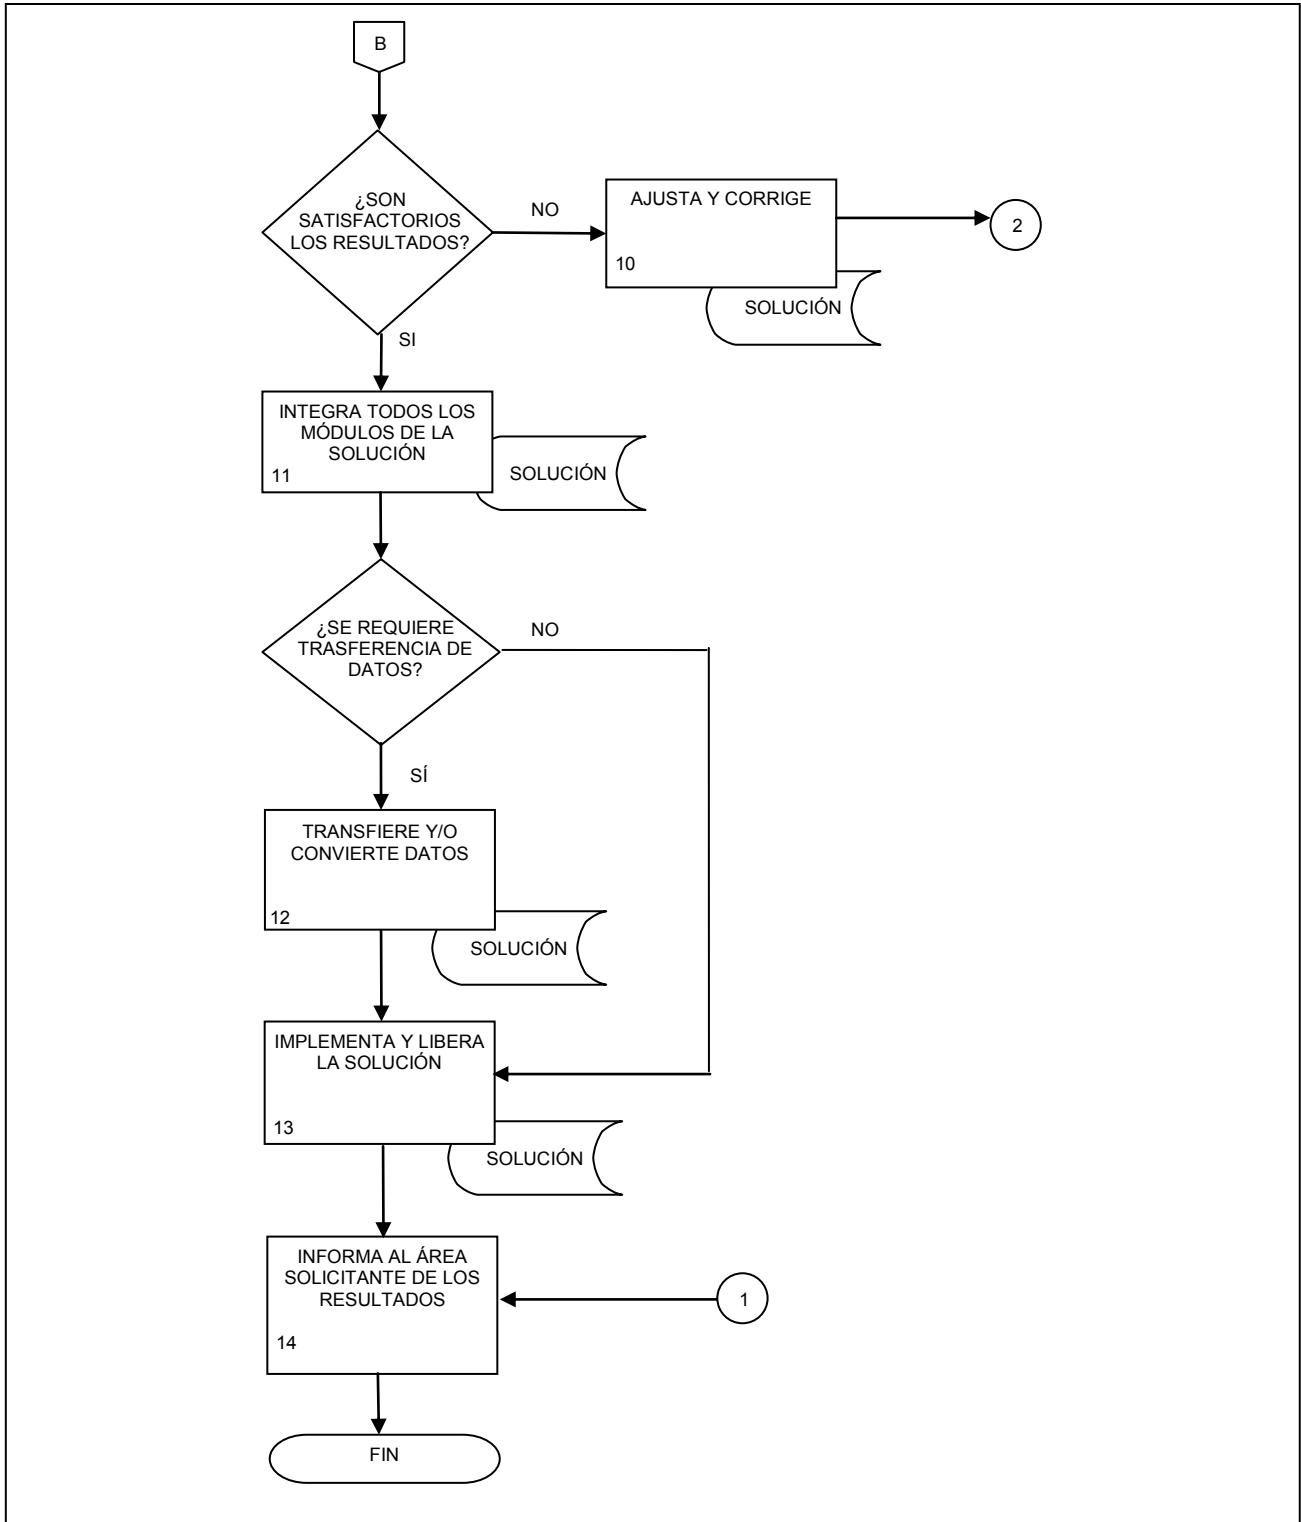 B
¿SON
SATISFACTORIOS
LOS RESULTADOS?
NO
AJUSTA Y CORRIGE
10
2
SOLUCIÓN
SI
INTEGRA TODOS LOS
MÓDULOS DE LA
SOLUCIÓN
11
SOLUCIÓN
¿SE REQUIERE
TRASFERENCIA DE
DATOS?
NO
SÍ
TRANSFIERE Y/O
CONVIERTE DATOS
12
SOLUCIÓN
IMPLEMENTA Y LIBERA
LA SOLUCIÓN
13
SOLUCIÓN
INFORMA AL ÁREA
SOLICITANTE DE LOS
RESULTADOS
14
1
FIN